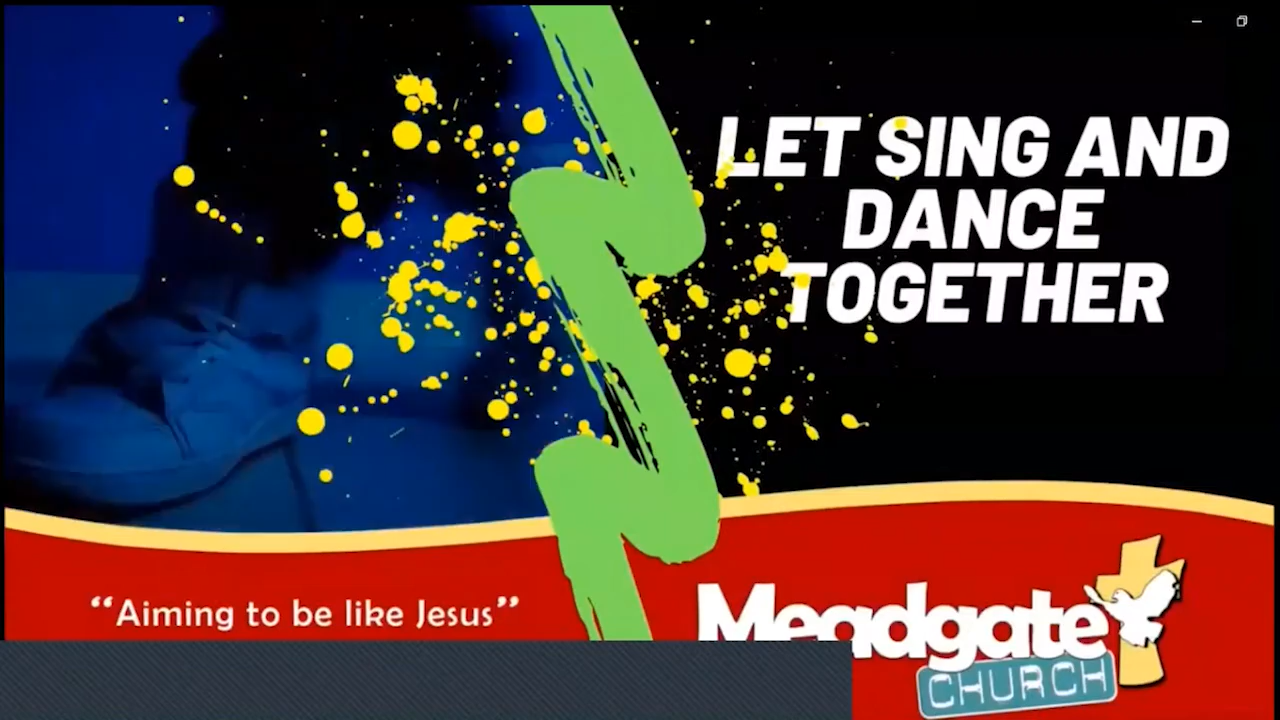 LET SING AND
DANCE
TOGETHER
“Aiming to be like Jesus”
Meadgate
CHURCH